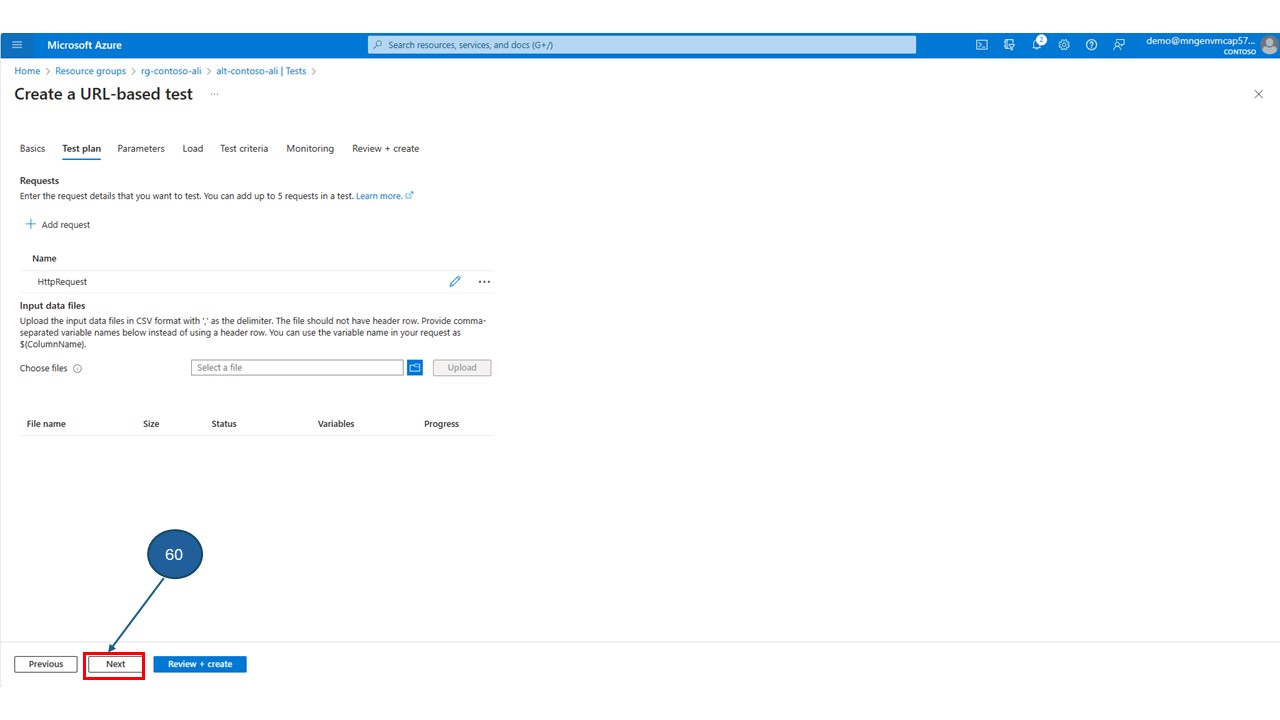 Microsoft Azure
Search resources, services, and docs (G+/)
2
demo@mngenvmcap57...
CONTOSO
Home > Resource groups > rg-contoso-ali > alt-contoso-ali | Tests >
Create a URL-based test ...
Basics Test plan Parameters Load Test criteria Monitoring Review + create
Requests
Enter the request details that you want to test. You can add up to 5 requests in a test. Learn more.
+ Add request
Name
HttpRequest
Input data files
Upload the input data files in CSV format with ',' as the delimiter. The file should not have header row. Provide comma-
separated variable names below instead of using a header row. You can use the variable name in your request as
$(ColumnName).
Choose files Select a file Upload
File name Size Status Variables Progress
60
Previous Next Review + create